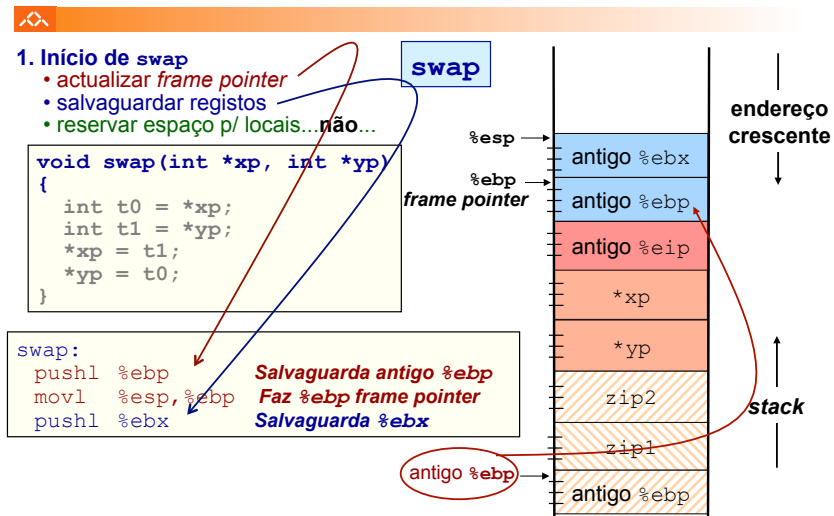 1. Início de swap
• actualizar frame pointer
• salvaguardar registos
• reservar espaço p/ locais...não...
swap
void swap(int *xp, int *yp)
{
int t0 = *xp;
int t1 = *yp;
*xp = t1;
*yp = t0;
}
swap:
pushl %ebp Salvaguarda antigo %ebp
movl %esp,%ebp Faz %ebp frame pointer
pushl %ebx Salvaguarda %ebx
%esp
%ebp
frame pointer
antigo %ebp
antigo %ebx
antigo %ebp
antigo %eip
*xp
*yp
zip2
zip1
antigo %ebp
endereço
crescente
stack